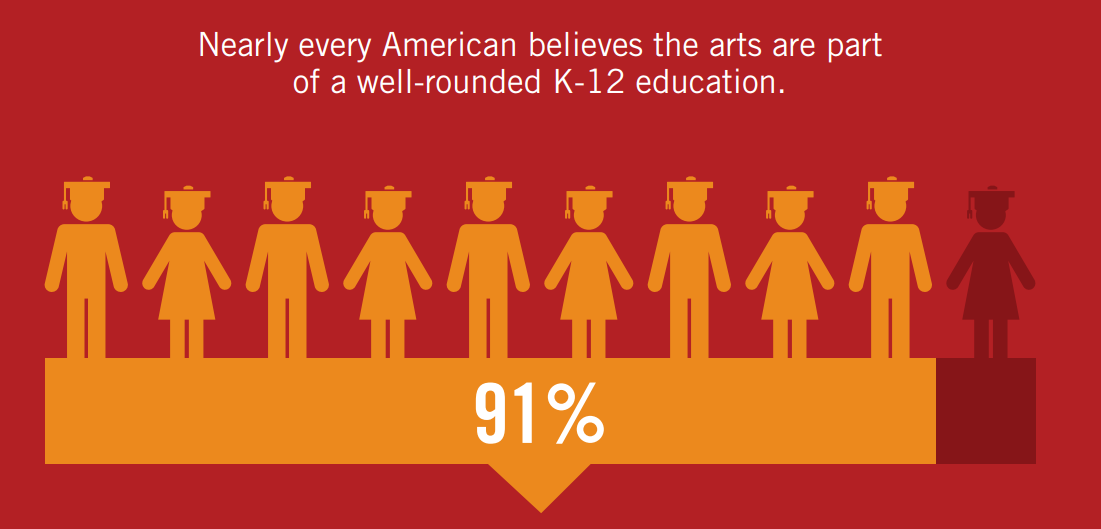 Nearly every American believes the arts are part
of a well-rounded K-12 education.
91%